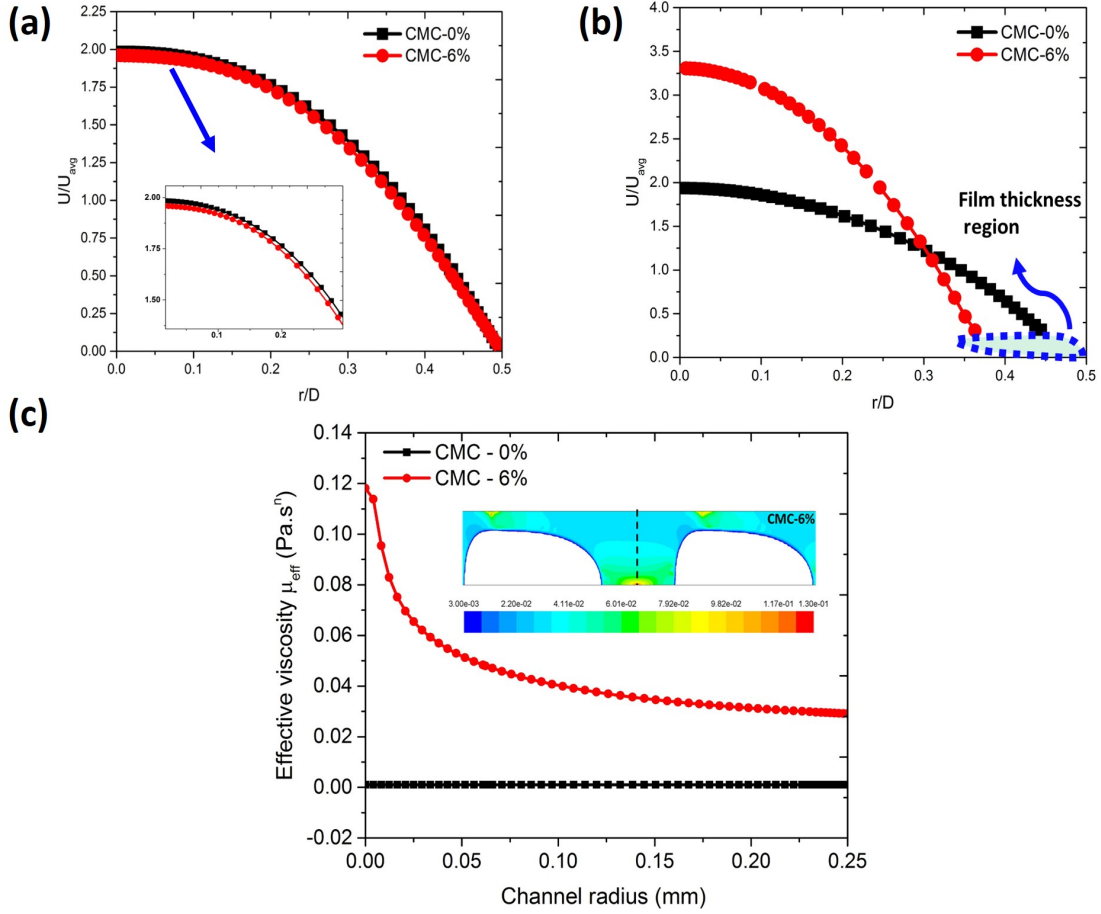 (a)
CMC-0%
CMC-6%
2.25
2.00
1.75
1.50
1.25
1.00
0.75
0.50
0.25
0.00
U/U_avg
2.00
1.75
1.50
0.1
0.2
0.0 0.1 0.2 0.3 0.4 0.5
r/D
(b)
CMC-0%
CMC-6%
4.0
3.5
3.0
2.5
2.0
1.5
1.0
0.5
0.0
U/U_avg
Film thickness
region
0.0 0.1 0.2 0.3 0.4 0.5
r/D
(c)
CMC - 0%
CMC - 6%
0.14
0.12
0.10
0.08
0.06
0.04
0.02
0.00
-0.02
Effective viscosity μ_eff (Pa.s^n)
CMC-6%
3.00e-03 2.20e-02 4.11e-02 6.01e-02 7.92e-02 9.82e-02 1.17e-01 1.30e-01
0.00 0.05 0.10 0.15 0.20 0.25
Channel radius (mm)